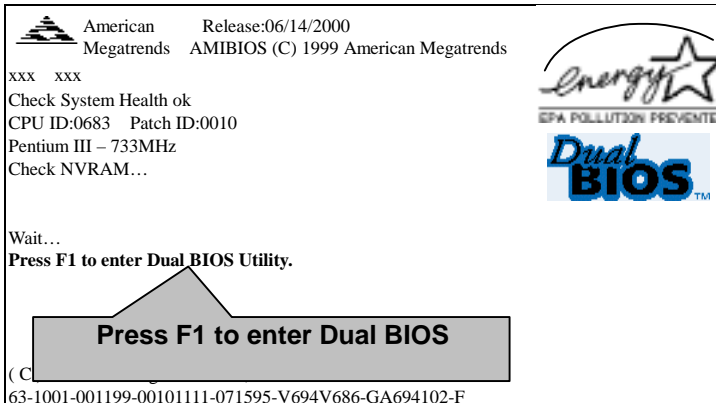 American Release:06/14/2000
Megatrends AMIBIOS (C) 1999 American Megatrends
xxx xxx
Check System Health ok
CPU ID:0683 Patch ID:0010
Pentium III – 733MHz
Check NVRAM…
Wait…
Press F1 to enter Dual BIOS Utility.
Press F1 to enter Dual BIOS
( C
63-1001-001199-00101111-071595-V694V686-GA694102-F
energy
EPA POLLUTION PREVENTE
Dual
BIOS TM